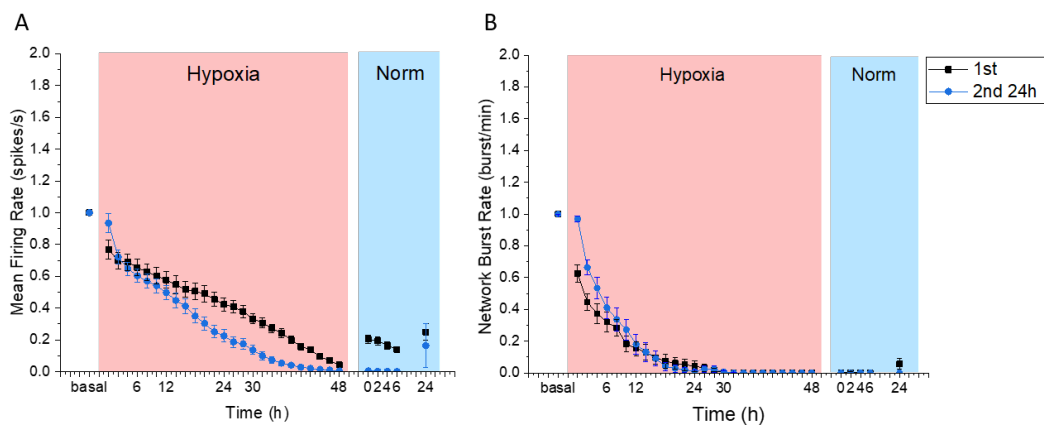 A
Hypoxia
Norm
Mean Firing Rate (spikes/s)
2.0
1.8
1.6
1.4
1.2
1.0
0.8
0.6
0.4
0.2
0.0
basal 6 12 24 30 48 0 2 4 6 24
Time (h)
B
Hypoxia
Norm
1st
2nd 24h
Network Burst Rate (burst/min)
2.0
1.8
1.6
1.4
1.2
1.0
0.8
0.6
0.4
0.2
0.0
basal 6 12 24 30 48 0 2 4 6 24
Time (h)